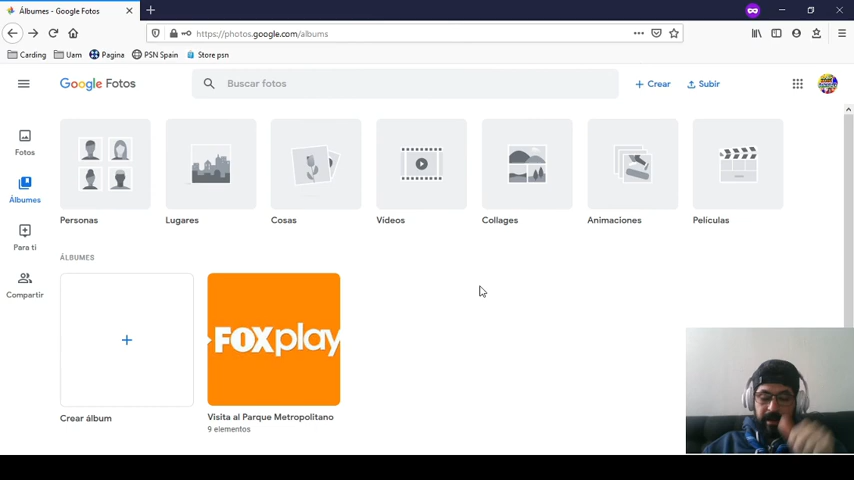 Álbumes - Google Fotos
https://photos.google.com/albums
Carding
Uam
Pagina
PSN Spain
Store psn
Google Fotos
Buscar fotos
+ Crear
Subir
Fotos
Álbumes
Para ti
Compartir
Personas
Lugares
Cosas
Vídeos
Collages
Animaciones
Películas
ÁLBUMES
FOXplay
Crear álbum
Visita al Parque Metropolitano
9 elementos